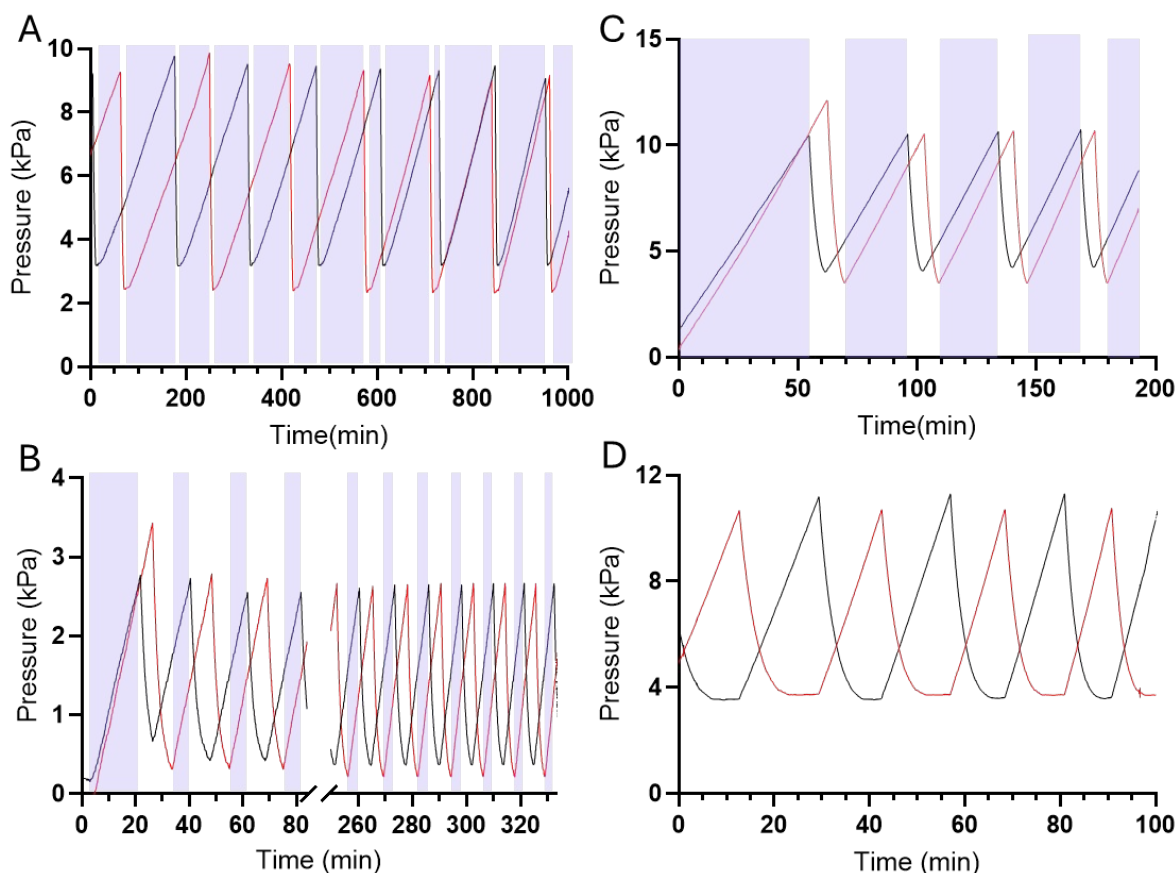 A
Pressure (kPa)
10
8
6
4
2
0
0 200 400 600 800 1000
Time(min)
C
Pressure (kPa)
15
10
5
0
0 50 100 150 200
Time (min)
B
Pressure (kPa)
4
3
2
1
0
0 20 40 60 80 260 280 300 320
Time (min)
D
Pressure (kPa)
12
8
4
0
0 20 40 60 80 100
Time (min)